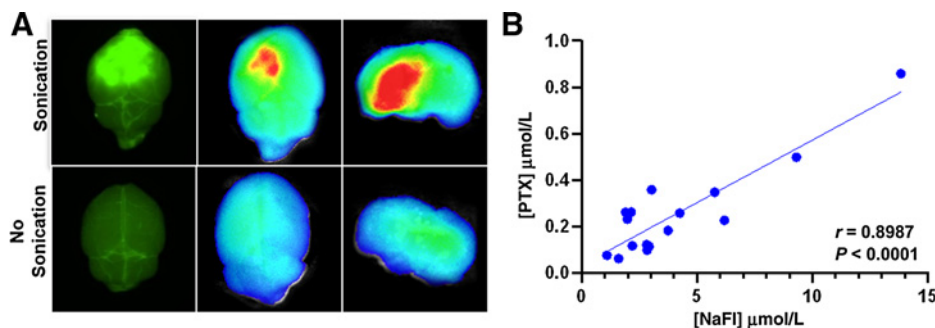 A
Sonication
No
Sonication
B
[PTX] μmol/L
1.0
0.8
0.6
0.4
0.2
0.0
r = 0.8987
P < 0.0001
0
5
10
15
[NaFl] μmol/L